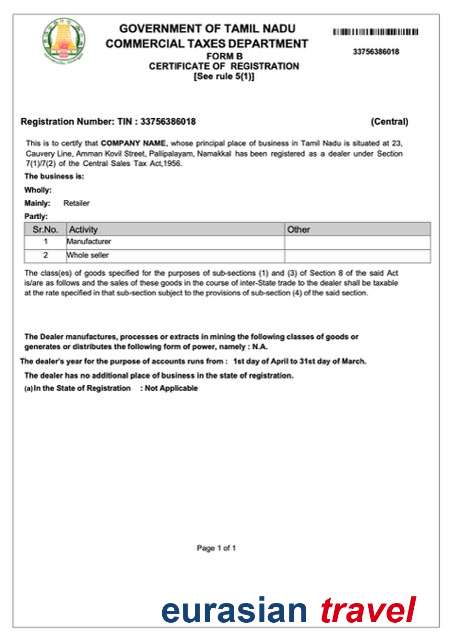 GOVERNMENT OF TAMIL NADU
COMMERCIAL TAXES DEPARTMENT
FORM B
CERTIFICATE OF REGISTRATION
[See rule 5(1)]
33756386018
Registration Number: TIN : 33756386018 (Central)
This is to certify that COMPANY NAME, whose principal place of business in Tamil Nadu is situated at 23,
Cauvery Line, Amman Kovil Street, Pallipalayam, Namakkal has been registered as a dealer under Section
7(1)/7(2) of the Central Sales Tax Act,1956.
The business is:
Wholly:
Mainly: Retailer
Partly:
Sr.No. Activity Other
1 Manufacturer
2 Whole seller
The class(es) of goods specified for the purposes of sub-sections (1) and (3) of Section 8 of the said Act
is/are as follows and the sales of these goods in the course of inter-State trade to the dealer shall be taxable
at the rate specified in that sub-section subject to the provisions of sub-section (4) of the said section.
The Dealer manufactures, processes or extracts in mining the following classes of goods or
generates or distributes the following form of power, namely : N.A.
The dealer's year for the purpose of accounts runs from : 1st day of April to 31st day of March.
The dealer has no additional place of business in the state of registration.
(a) In the State of Registration : Not Applicable
Page 1 of 1
eurasian travel